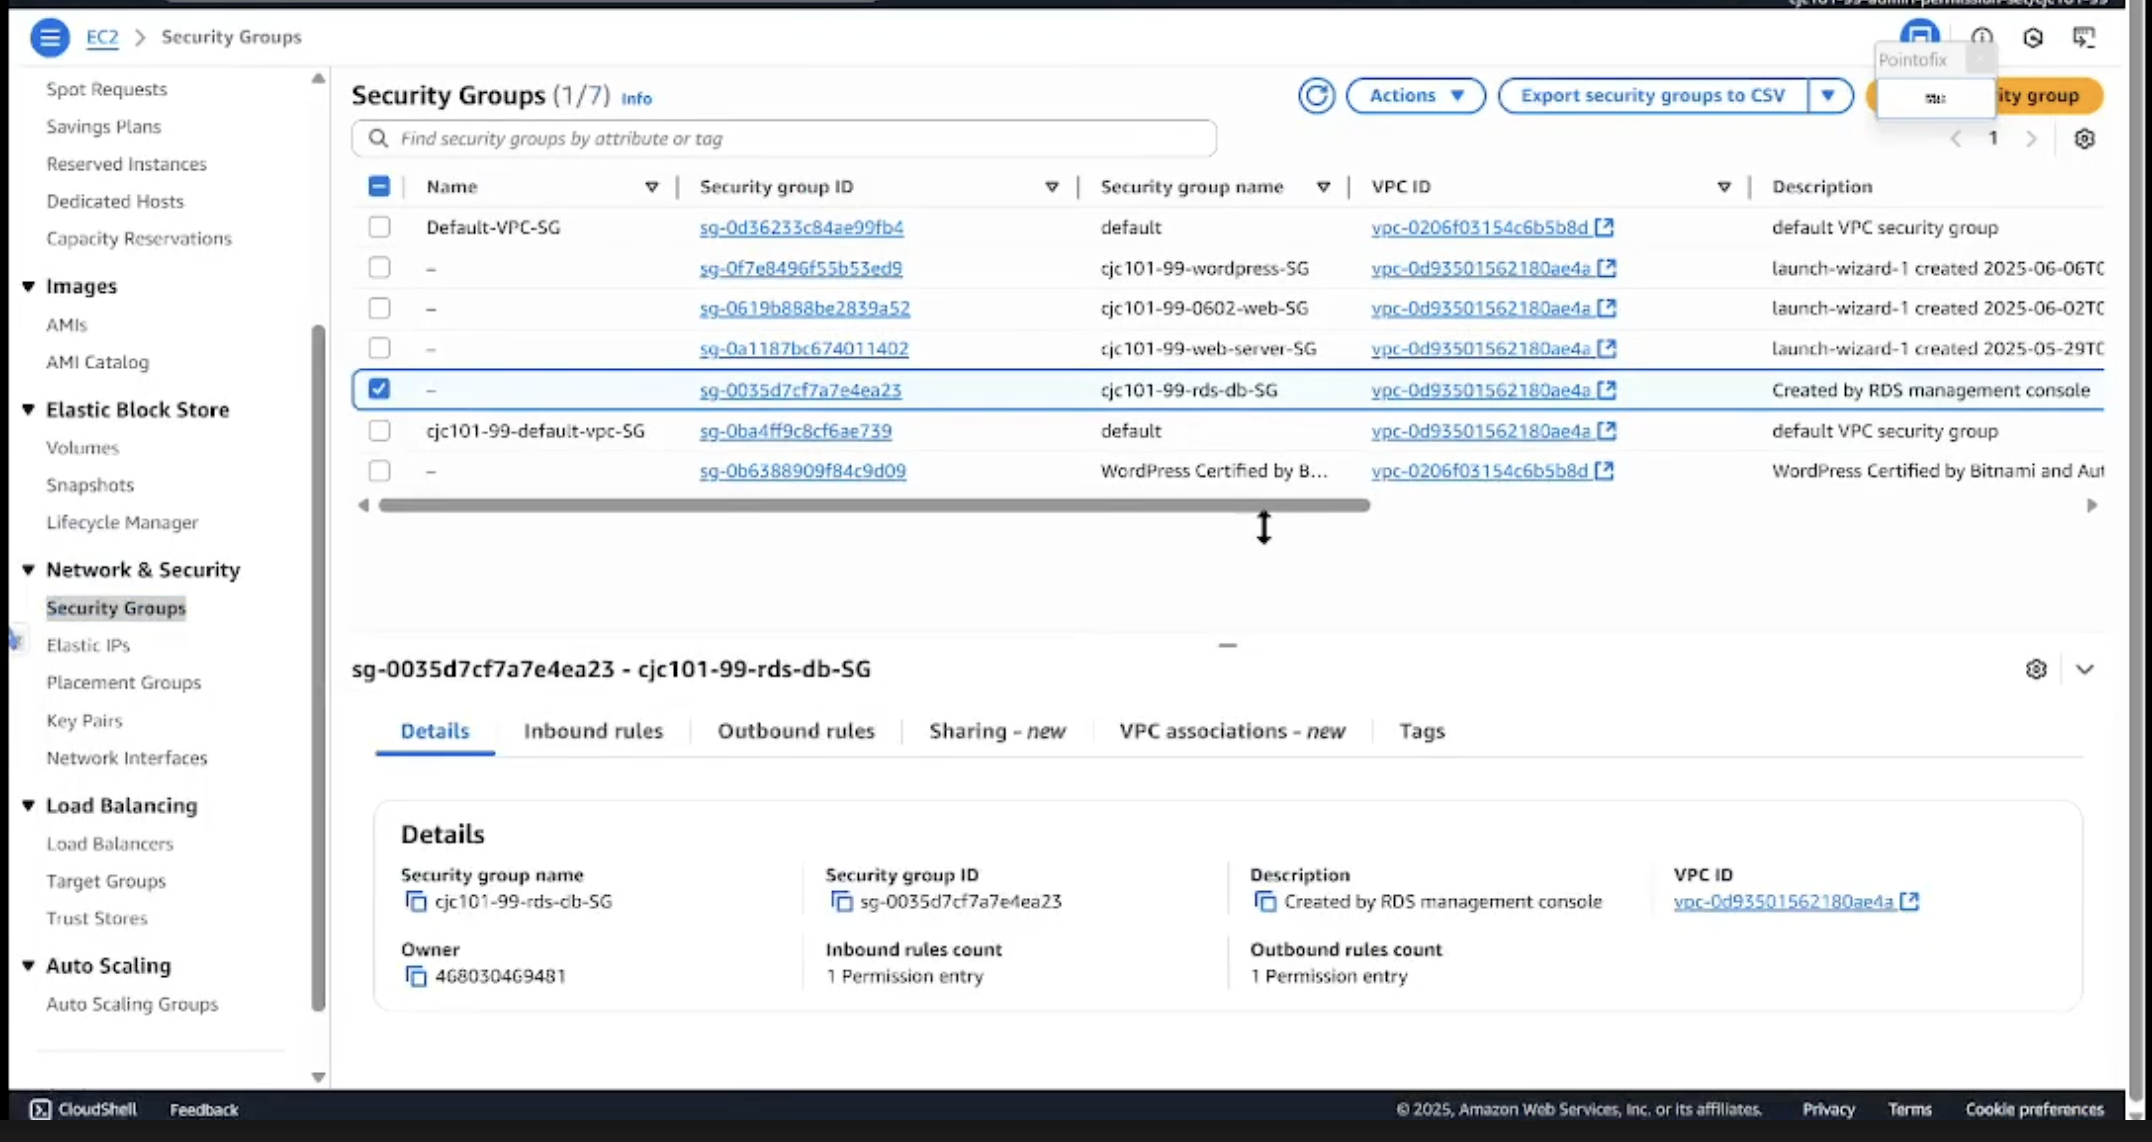 EC2 > Security Groups
Pointofix
Spot Requests
Savings Plans
Reserved Instances
Dedicated Hosts
Capacity Reservations
Images
AMIs
AMI Catalog
Elastic Block Store
Volumes
Snapshots
Lifecycle Manager
Network & Security
Security Groups
Elastic IPs
Placement Groups
Key Pairs
Network Interfaces
Load Balancing
Load Balancers
Target Groups
Trust Stores
Auto Scaling
Auto Scaling Groups
Security Groups (1/7) Info
Actions Export security groups to CSV ity group
Find security groups by attribute or tag
1
Name Security group ID Security group name VPC ID Description
Default-VPC-SG sg-0d36233c84ae99fb4 default vpc-0206f03154c6b5b8d default VPC security group
– sg-0f7e8496f55b53ed9 cjc101-99-wordpress-SG vpc-0d93501562180ae4a launch-wizard-1 created 2025-06-06T0
– sg-0619b888be2839a52 cjc101-99-0602-web-SG vpc-0d93501562180ae4a launch-wizard-1 created 2025-06-02T0
– sg-0a1187bc674011402 cjc101-99-web-server-SG vpc-0d93501562180ae4a launch-wizard-1 created 2025-05-29T0
– sg-0035d7cf7a7e4ea23 cjc101-99-rds-db-SG vpc-0d93501562180ae4a Created by RDS management console
cjc101-99-default-vpc-SG sg-0ba4ff9c8cf6ae739 default vpc-0d93501562180ae4a default VPC security group
– sg-0b6388909f84c9d09 WordPress Certified by B... vpc-0206f03154c6b5b8d WordPress Certified by Bitnami and Aut
sg-0035d7cf7a7e4ea23 - cjc101-99-rds-db-SG
Details Inbound rules Outbound rules Sharing - new VPC associations - new Tags
Details
Security group name Security group ID Description VPC ID
cjc101-99-rds-db-SG sg-0035d7cf7a7e4ea23 Created by RDS management console vpc-0d93501562180ae4a
Owner Inbound rules count Outbound rules count
468030469481 1 Permission entry 1 Permission entry
CloudShell Feedback © 2025, Amazon Web Services, Inc. or its affiliates. Privacy Terms Cookie preferences